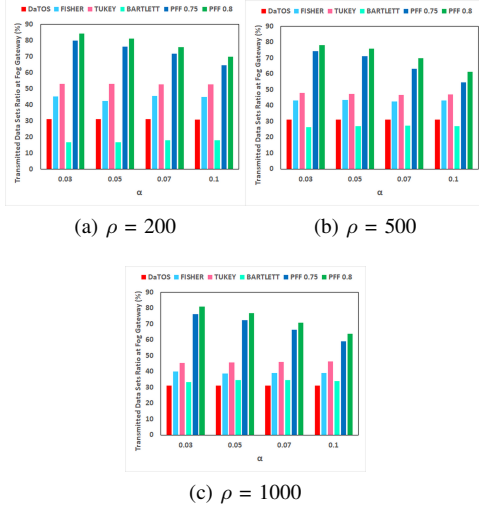 DaTOS FISHER TUKEY BARTLETT PFF 0.75 PFF 0.8
Transmitted Data Sets Ratio at Fog Gateway (%)
90
80
70
60
50
40
30
20
10
0
0.03 0.05 0.07 0.1
α
(a) ρ = 200
DaTOS FISHER TUKEY BARTLETT PFF 0.75 PFF 0.8
Transmitted Data Sets Ratio at Fog Gateway (%)
90
80
70
60
50
40
30
20
10
0
0.03 0.05 0.07 0.1
α
(b) ρ = 500
DaTOS FISHER TUKEY BARTLETT PFF 0.75 PFF 0.8
Transmitted Data Sets Ratio at Fog Gateway (%)
90
80
70
60
50
40
30
20
10
0
0.03 0.05 0.07 0.1
α
(c) ρ = 1000